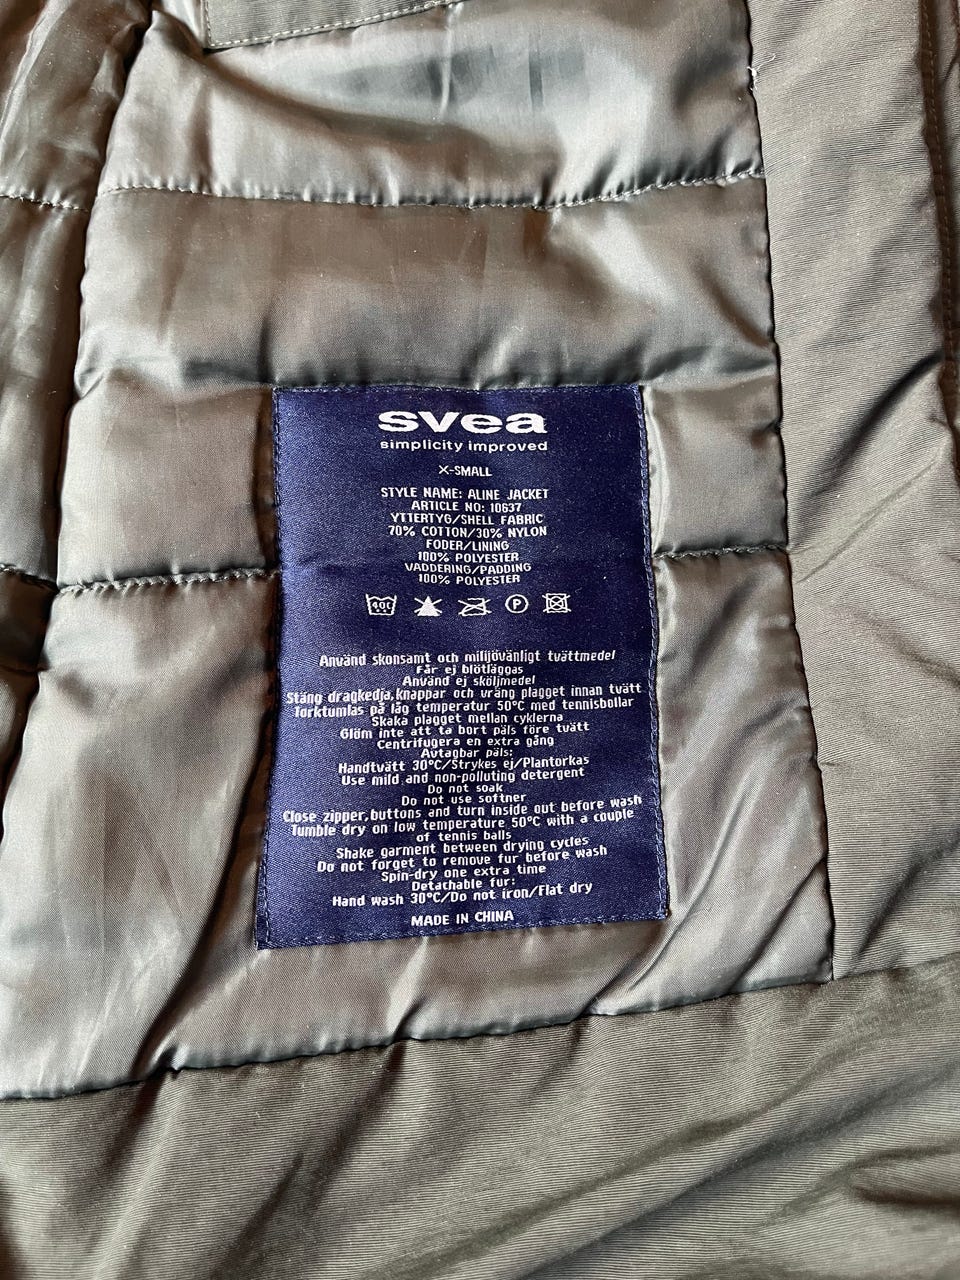 svea
simplicity improved
X-SMALL
STYLE NAME: ALINE JACKET
ARTICLE NO: 10637
YTTERTYG/SHELL FABRIC
70% COTTON/30% NYLON
FODER/LINING
100% POLYESTER
VADDERING/PADDING
100% POLYESTER
40C P
Använd skonsamt och miljövänligt tvättmedel
Får ej blötläggas
Använd ej sköljmedel
Stäng dragkedja,knappar och vräng plagget innan tvätt
Torktumlas på låg temperatur 50°C med tennisbollar
Skaka plagget mellan cyklerna
Glöm inte att ta bort päls före tvätt
Centrifugera en extra gång
Avtagbar päls:
Handtvätt 30°C/Strykes ej/Plantorkas
Use mild and non-polluting detergent
Do not soak
Do not use softner
Close zipper,buttons and turn inside out before wash
Tumble dry on low temperature 50°C with a couple
of tennis balls
Shake garment between drying cycles
Do not forget to remove fur before wash
Spin-dry one extra time
Detachable fur:
Hand wash 30°C/Do not iron/Flat dry
MADE IN CHINA